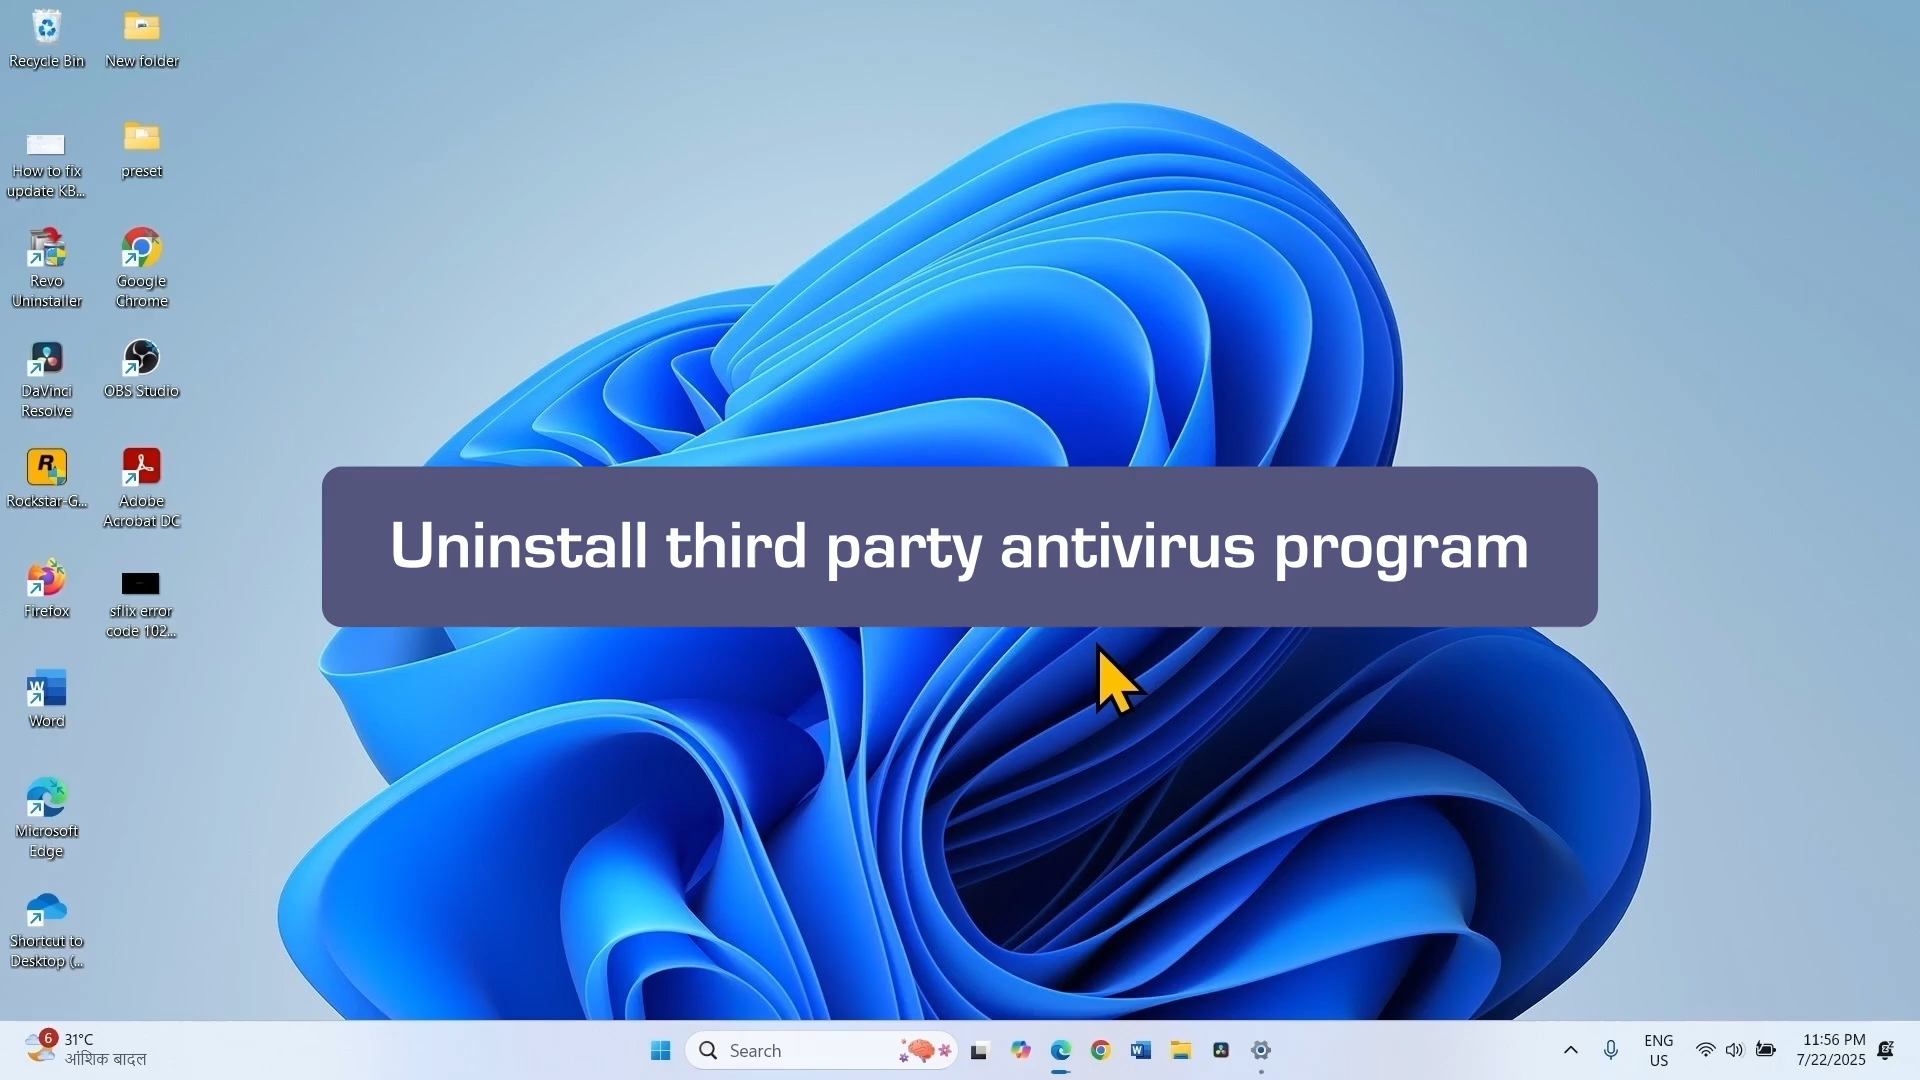 Recycle Bin
New folder
How to fix
update KB...
preset
Revo
Uninstaller
Google
Chrome
DaVinci
Resolve
OBS Studio
Rockstar-G...
Adobe
Acrobat DC
Firefox
sflix error
code 102...
Word
Microsoft
Edge
Shortcut to
Desktop (...
Uninstall third party antivirus program
6
31°C
आंशिक बादल
Search
ENG
US
11:56 PM
7/22/2025